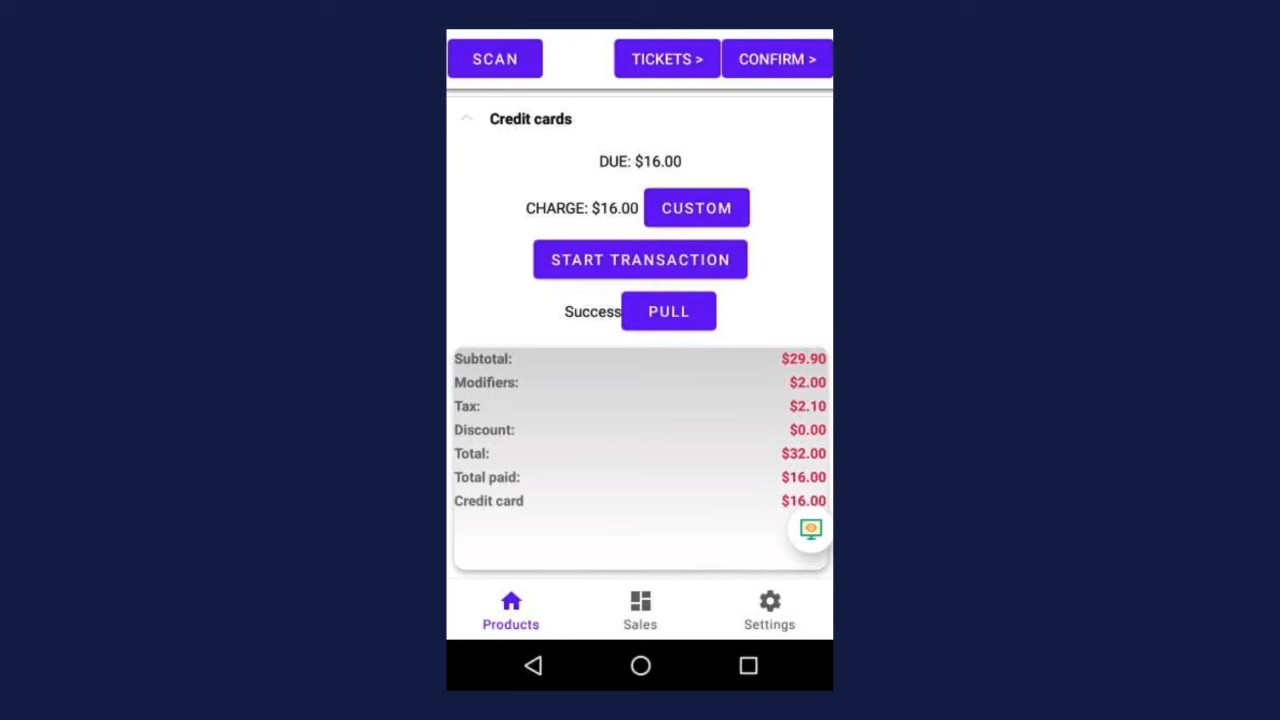 SCAN TICKETS > CONFIRM >
Credit cards
DUE: $16.00
CHARGE: $16.00 CUSTOM
START TRANSACTION
Success PULL
Subtotal: $29.90
Modifiers: $2.00
Tax: $2.10
Discount: $0.00
Total: $32.00
Total paid: $16.00
Credit card $16.00
Products Sales Settings